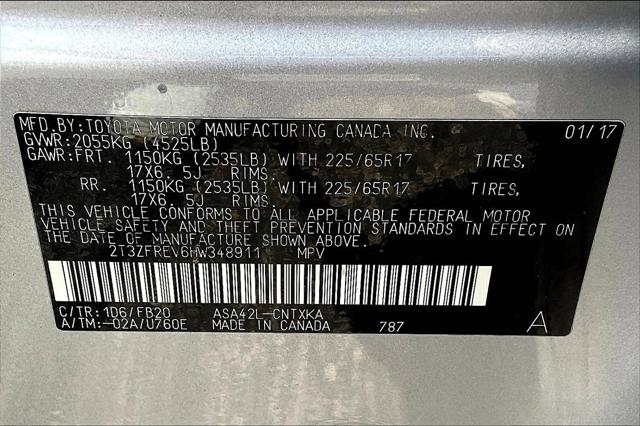 MFD.BY:TOYOTA MOTOR MANUFACTURING CANADA INC. 01/17
GVWR:2055KG (4525LB)
GAWR:FRT. 1150KG (2535LB) WITH 225/65R17 TIRES,
17X6.5J RIMS.
RR. 1150KG (2535LB) WITH 225/65R17 TIRES,
17X6.5J RIMS.
THIS VEHICLE CONFORMS TO ALL APPLICABLE FEDERAL MOTOR
VEHICLE SAFETY AND THEFT PREVENTION STANDARDS IN EFFECT ON
THE DATE OF MANUFACTURE SHOWN ABOVE.
2T3ZFREV6HW348911 MPV
C/TR:1D6/FB20 ASA42L-CNTXKA
A/TM:-02A/U760E MADE IN CANADA 787 A